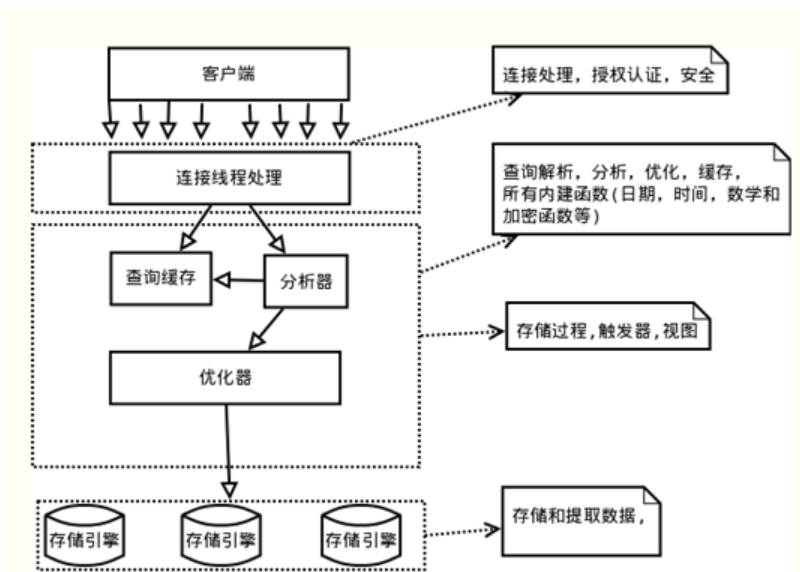 客户端
连接处理，授权认证，安全
连接线程处理
查询解析，分析，优化，缓存，
所有内建函数(日期，时间，数学和
加密函数等)
查询缓存
分析器
存储过程,触发器,视图
优化器
存储和提取数据，
存储引擎
存储引擎
存储引擎